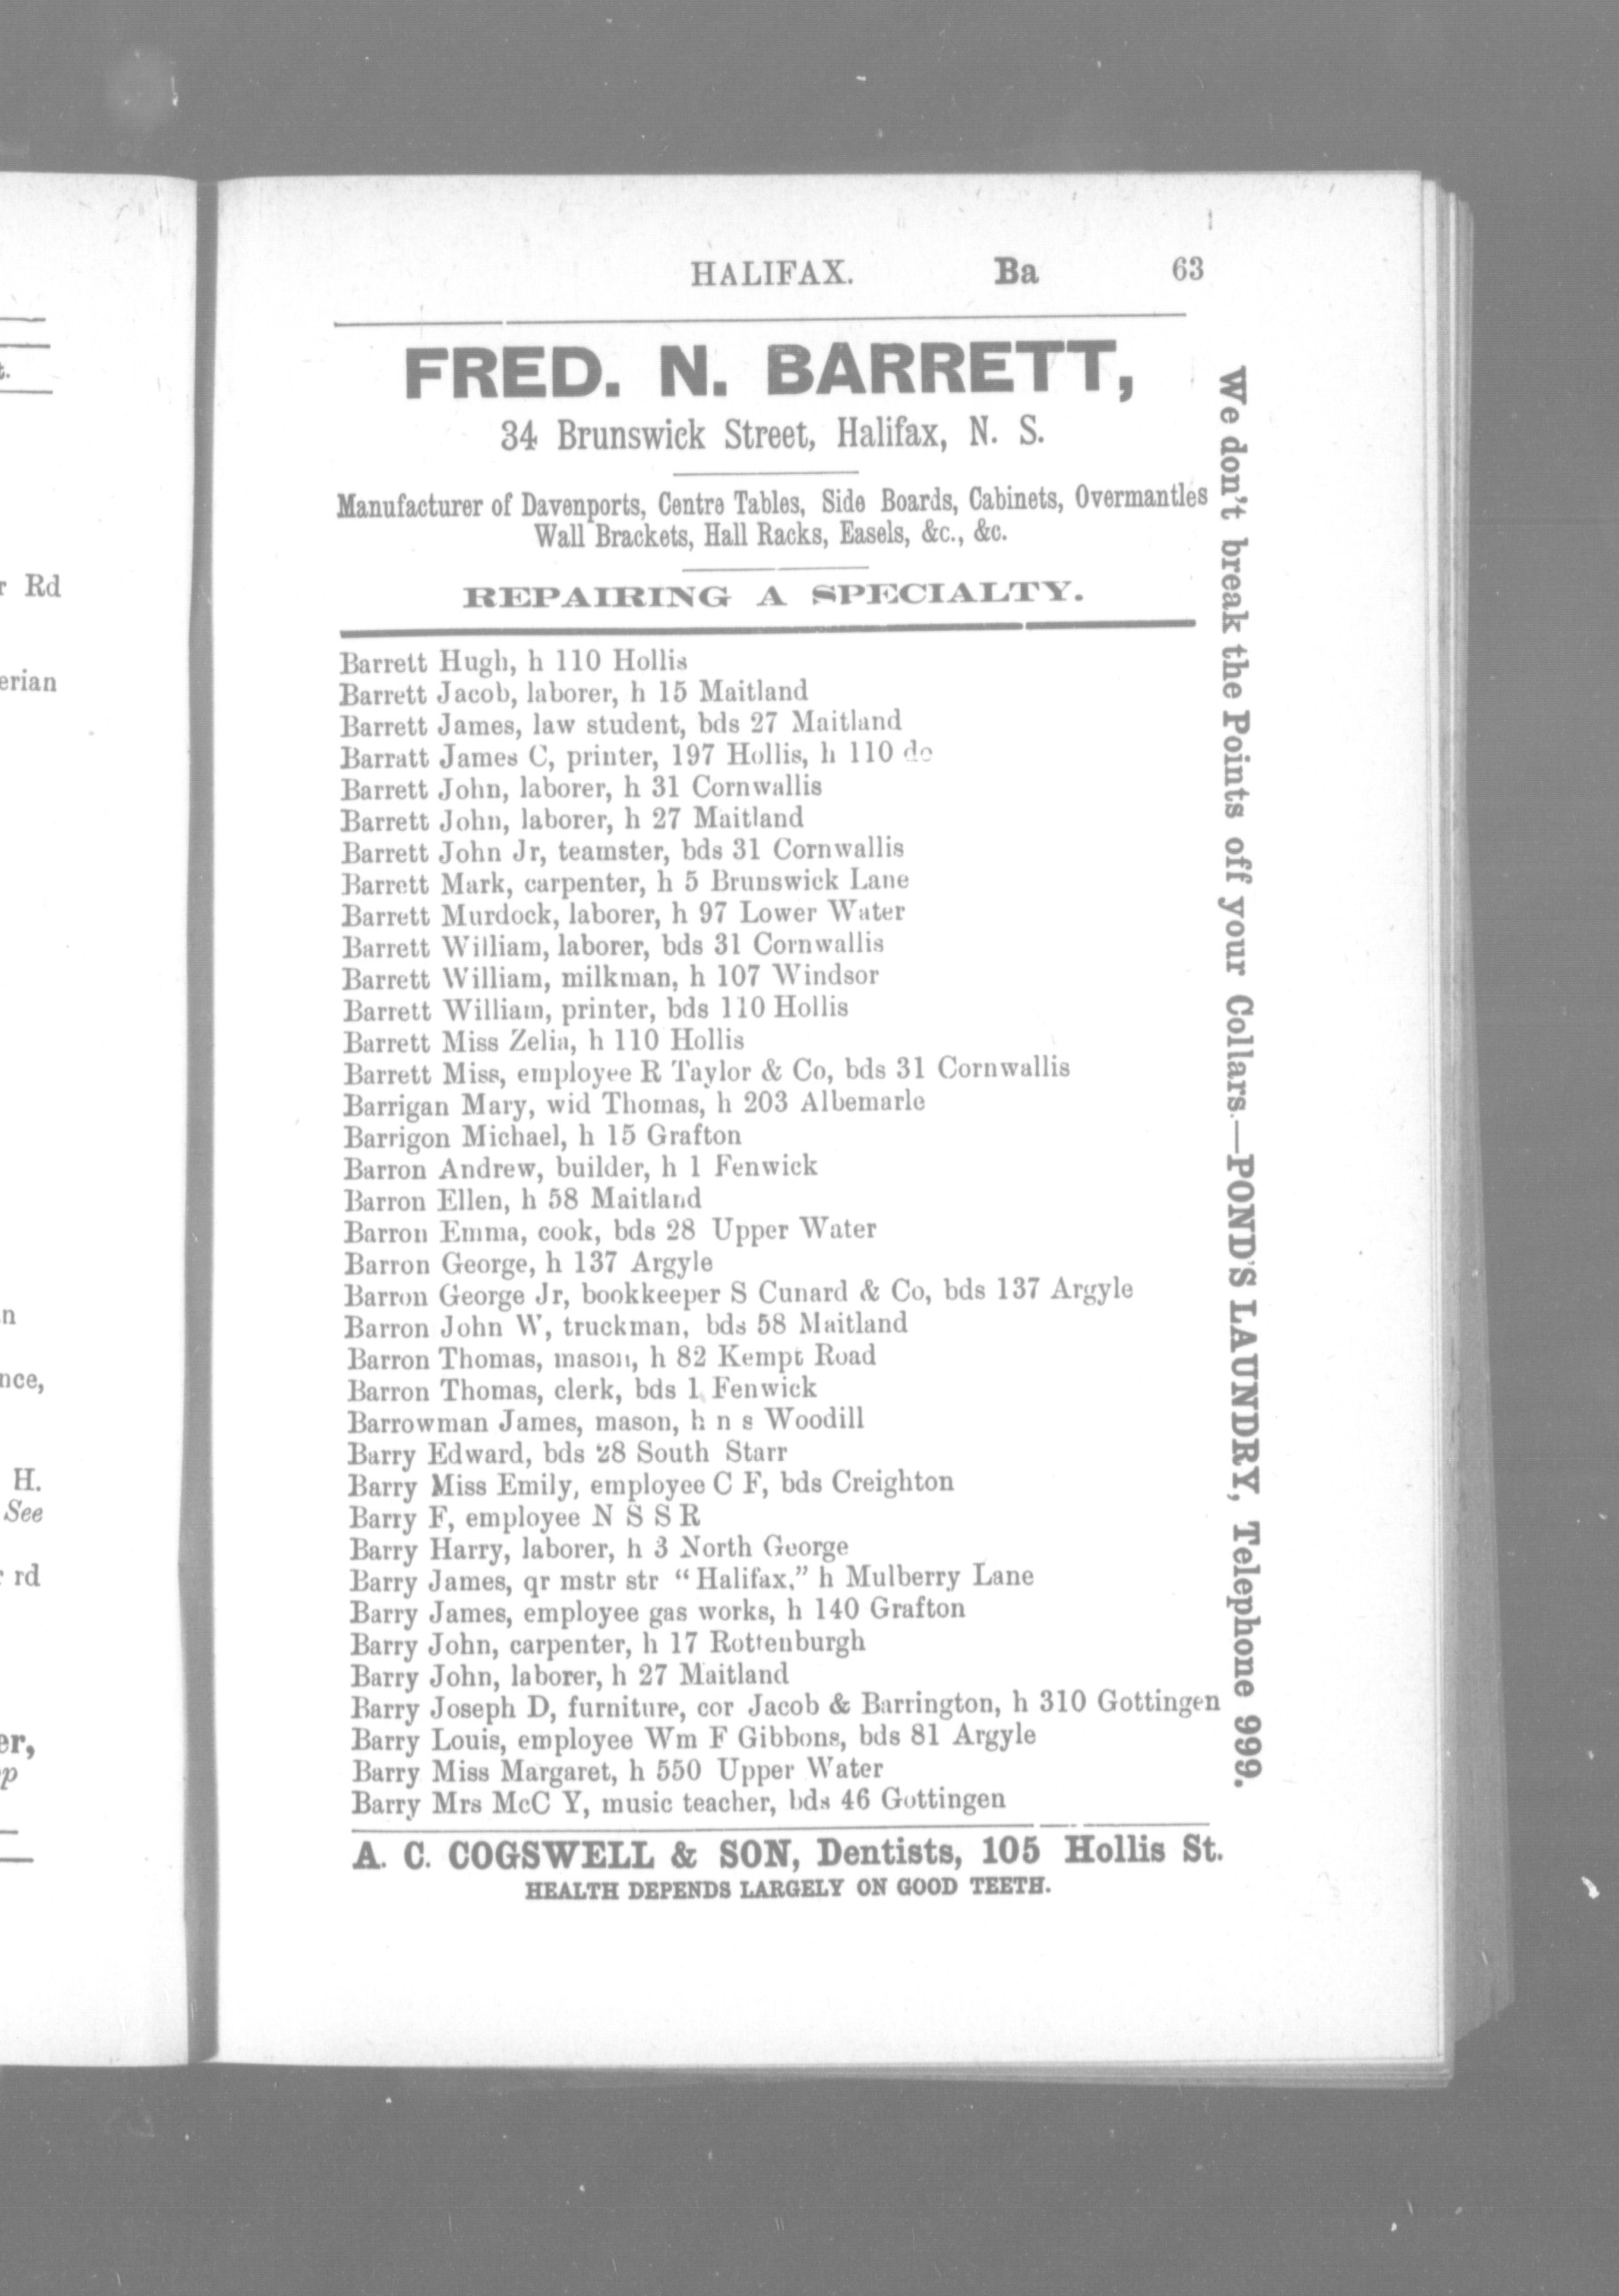 HALIFAX. Ba 63
FRED. N. BARRETT,
34 Brunswick Street, Halifax, N. S.
Manufacturer of Davenports, Centre Tables, Side Boards, Cabinets, Overmantles
Wall Brackets, Hall Racks, Easels, &c., &c.
REPAIRING A SPECIALTY.
Barrett Hugh, h 110 Hollis
Barrett Jacob, laborer, h 15 Maitland
Barrett James, law student, bds 27 Maitland
Barratt James C, printer, 197 Hollis, h 110 do
Barrett John, laborer, h 31 Cornwallis
Barrett John, laborer, h 27 Maitland
Barrett John Jr, teamster, bds 31 Cornwallis
Barrett Mark, carpenter, h 5 Brunswick Lane
Barrett Murdock, laborer, h 97 Lower Water
Barrett William, laborer, bds 31 Cornwallis
Barrett William, milkman, h 107 Windsor
Barrett William, printer, bds 110 Hollis
Barrett Miss Zelia, h 110 Hollis
Barrett Miss, employee R Taylor & Co, bds 31 Cornwallis
Barrigan Mary, wid Thomas, h 203 Albemarle
Barrigon Michael, h 15 Grafton
Barron Andrew, builder, h 1 Fenwick
Barron Ellen, h 58 Maitland
Barron Emma, cook, bds 28 Upper Water
Barron George, h 137 Argyle
Barron George Jr, bookkeeper S Cunard & Co, bds 137 Argyle
Barron John W, truckman, bds 58 Maitland
Barron Thomas, mason, h 82 Kempt Road
Barron Thomas, clerk, bds 1 Fenwick
Barrowman James, mason, h n s Woodill
Barry Edward, bds 28 South Starr
Barry Miss Emily, employee C F, bds Creighton
Barry F, employee N S S R
Barry Harry, laborer, h 3 North George
Barry James, qr mstr str "Halifax," h Mulberry Lane
Barry James, employee gas works, h 140 Grafton
Barry John, carpenter, h 17 Rottenburgh
Barry John, laborer, h 27 Maitland
Barry Joseph D, furniture, cor Jacob & Barrington, h 310 Gottingen
Barry Louis, employee Wm F Gibbons, bds 81 Argyle
Barry Miss Margaret, h 550 Upper Water
Barry Mrs McC Y, music teacher, bds 46 Gottingen
A. C. COGSWELL & SON, Dentists, 105 Hollis St.
HEALTH DEPENDS LARGELY ON GOOD TEETH.
We don't break the Points off your Collars.—POND'S LAUNDRY, Telephone 999.
Rd
erian
nce,
H.
See
rd
er,